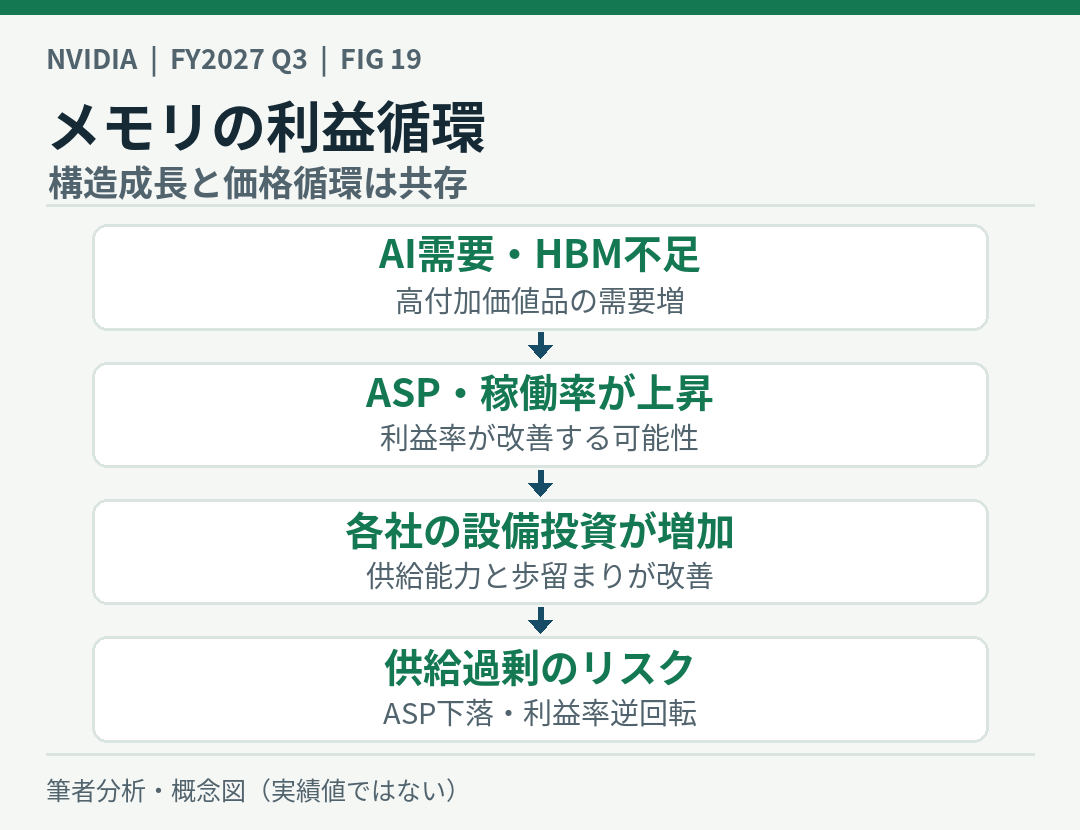 NVIDIA | FY2027 Q3 | FIG 19
メモリの利益循環
構造成長と価格循環は共存
AI需要・HBM不足
高付加価値品の需要増
ASP・稼働率が上昇
利益率が改善する可能性
各社の設備投資が増加
供給能力と歩留まりが改善
供給過剰のリスク
ASP下落・利益率逆回転
筆者分析・概念図（実績値ではない）